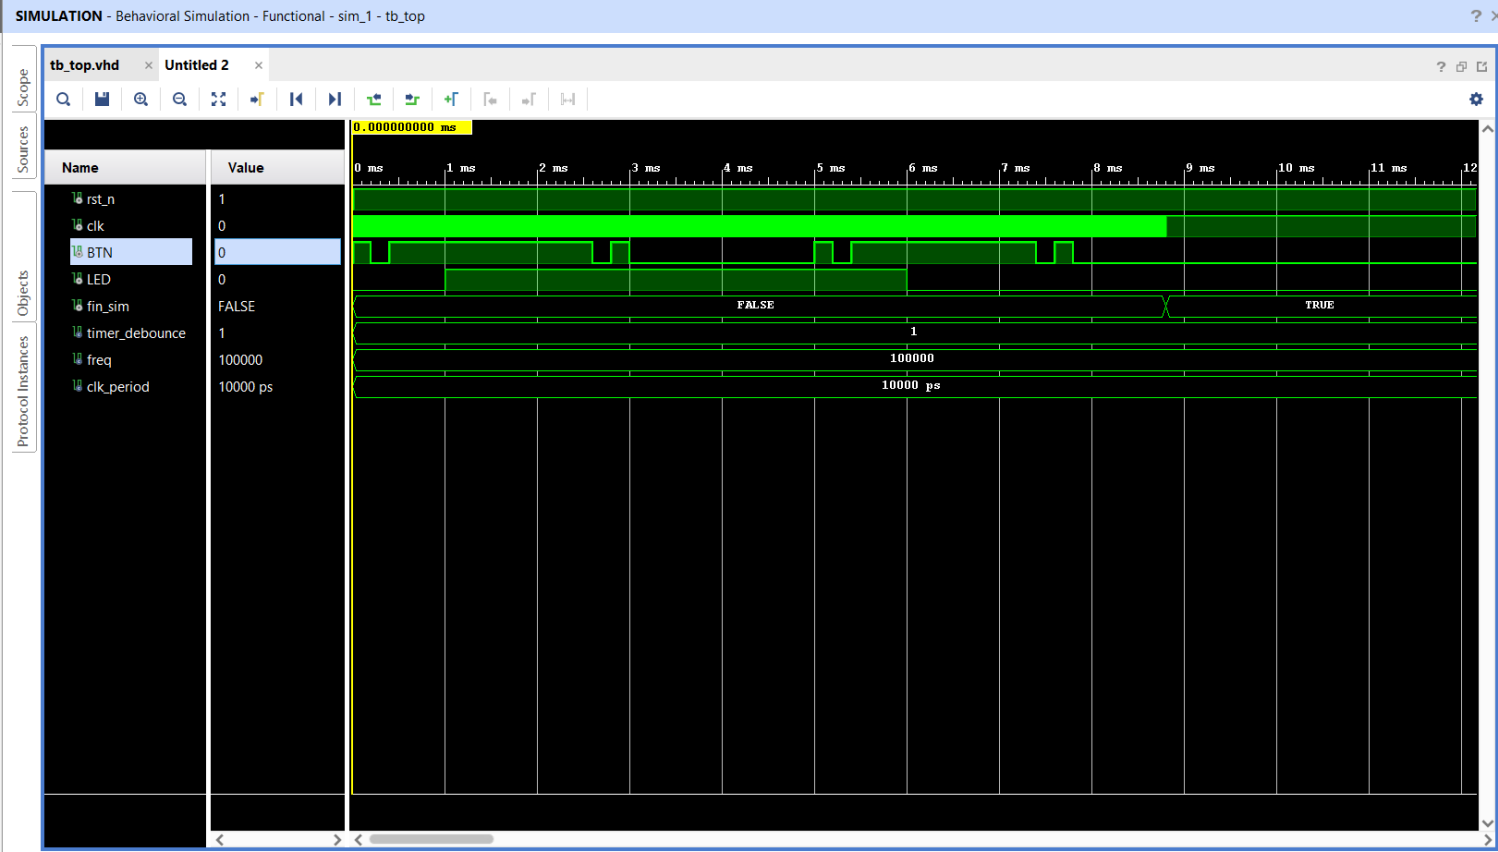 SIMULATION - Behavioral Simulation - Functional - sim_1 - tb_top
?
tb_top.vhd × Untitled 2 ×
?
Scope
Sources
Objects
Protocol Instances
0.000000000 ms
Name Value
0 ms 1 ms 2 ms 3 ms 4 ms 5 ms 6 ms 7 ms 8 ms 9 ms 10 ms 11 ms 12
rst_n 1
clk 0
BTN 0
LED 0
fin_sim FALSE FALSE TRUE
timer_debounce 1 1
freq 100000 100000
clk_period 10000 ps 10000 ps